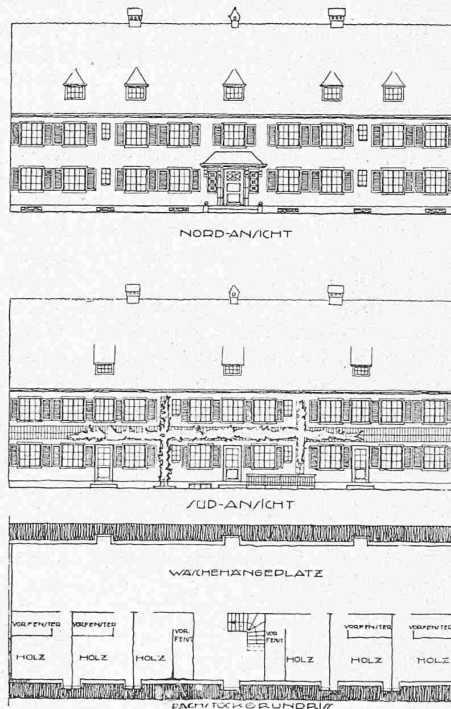 NORD-ANSICHT
SÜD-ANSICHT
WÄSCHEHÄNGEPLATZ
VORFENSTER VORFENSTER VOR FENST. VOR FENST. VORFENSTER VORFENSTER
HOLZ HOLZ HOLZ HOLZ HOLZ HOLZ
DACHSTOCKGRUNDRISS